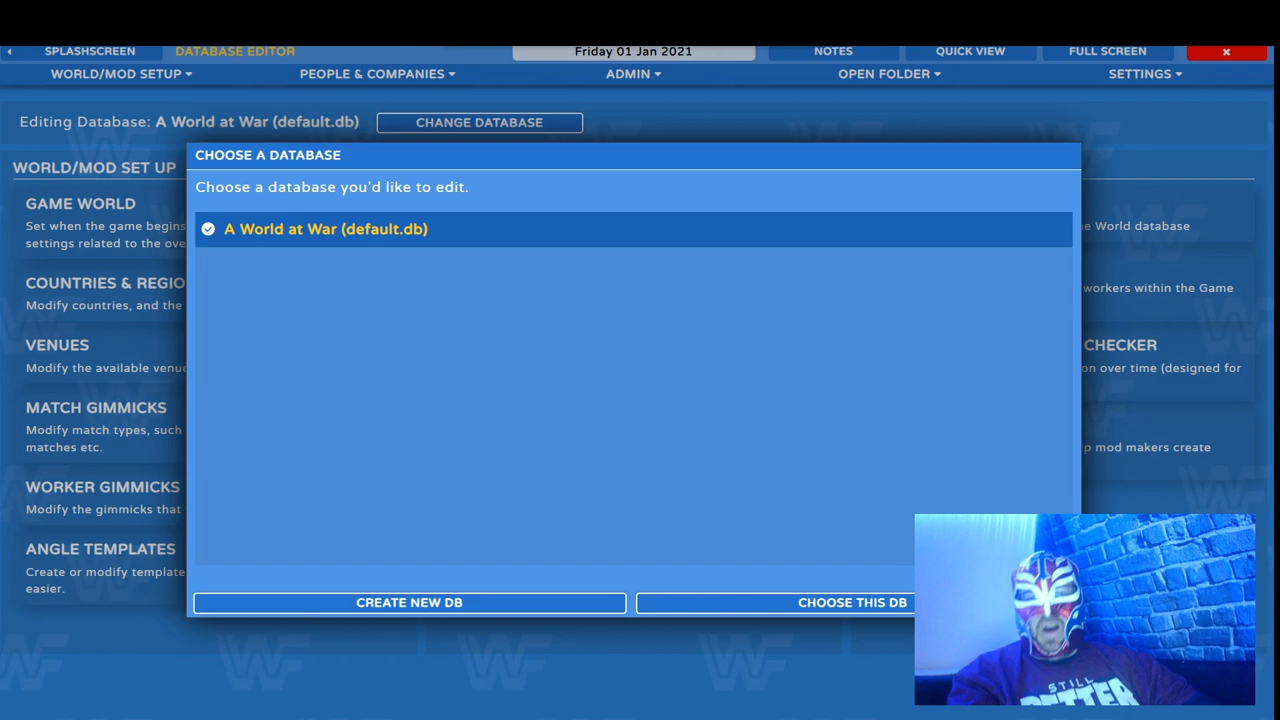 SPLASHSCREEN
DATABASE EDITOR
Friday 01 Jan 2021
NOTES
QUICK VIEW
FULL SCREEN
WORLD/MOD SETUP
PEOPLE & COMPANIES
ADMIN
OPEN FOLDER
SETTINGS
Editing Database: A World at War (default.db)
CHANGE DATABASE
WORLD/MOD SET UP
CHOOSE A DATABASE
Choose a database you'd like to edit.
A World at War (default.db)
CREATE NEW DB
CHOOSE THIS DB
GAME WORLD
Set when the game begins
settings related to the ove
COUNTRIES & REGIO
Modify countries, and the
VENUES
Modify the available venue
MATCH GIMMICKS
Modify match types, such
matches etc.
WORKER GIMMICKS
Modify the gimmicks that
ANGLE TEMPLATES
Create or modify template
easier.
e World database
workers within the Game
CHECKER
on over time (designed for
p mod makers create
STILL
BETTER